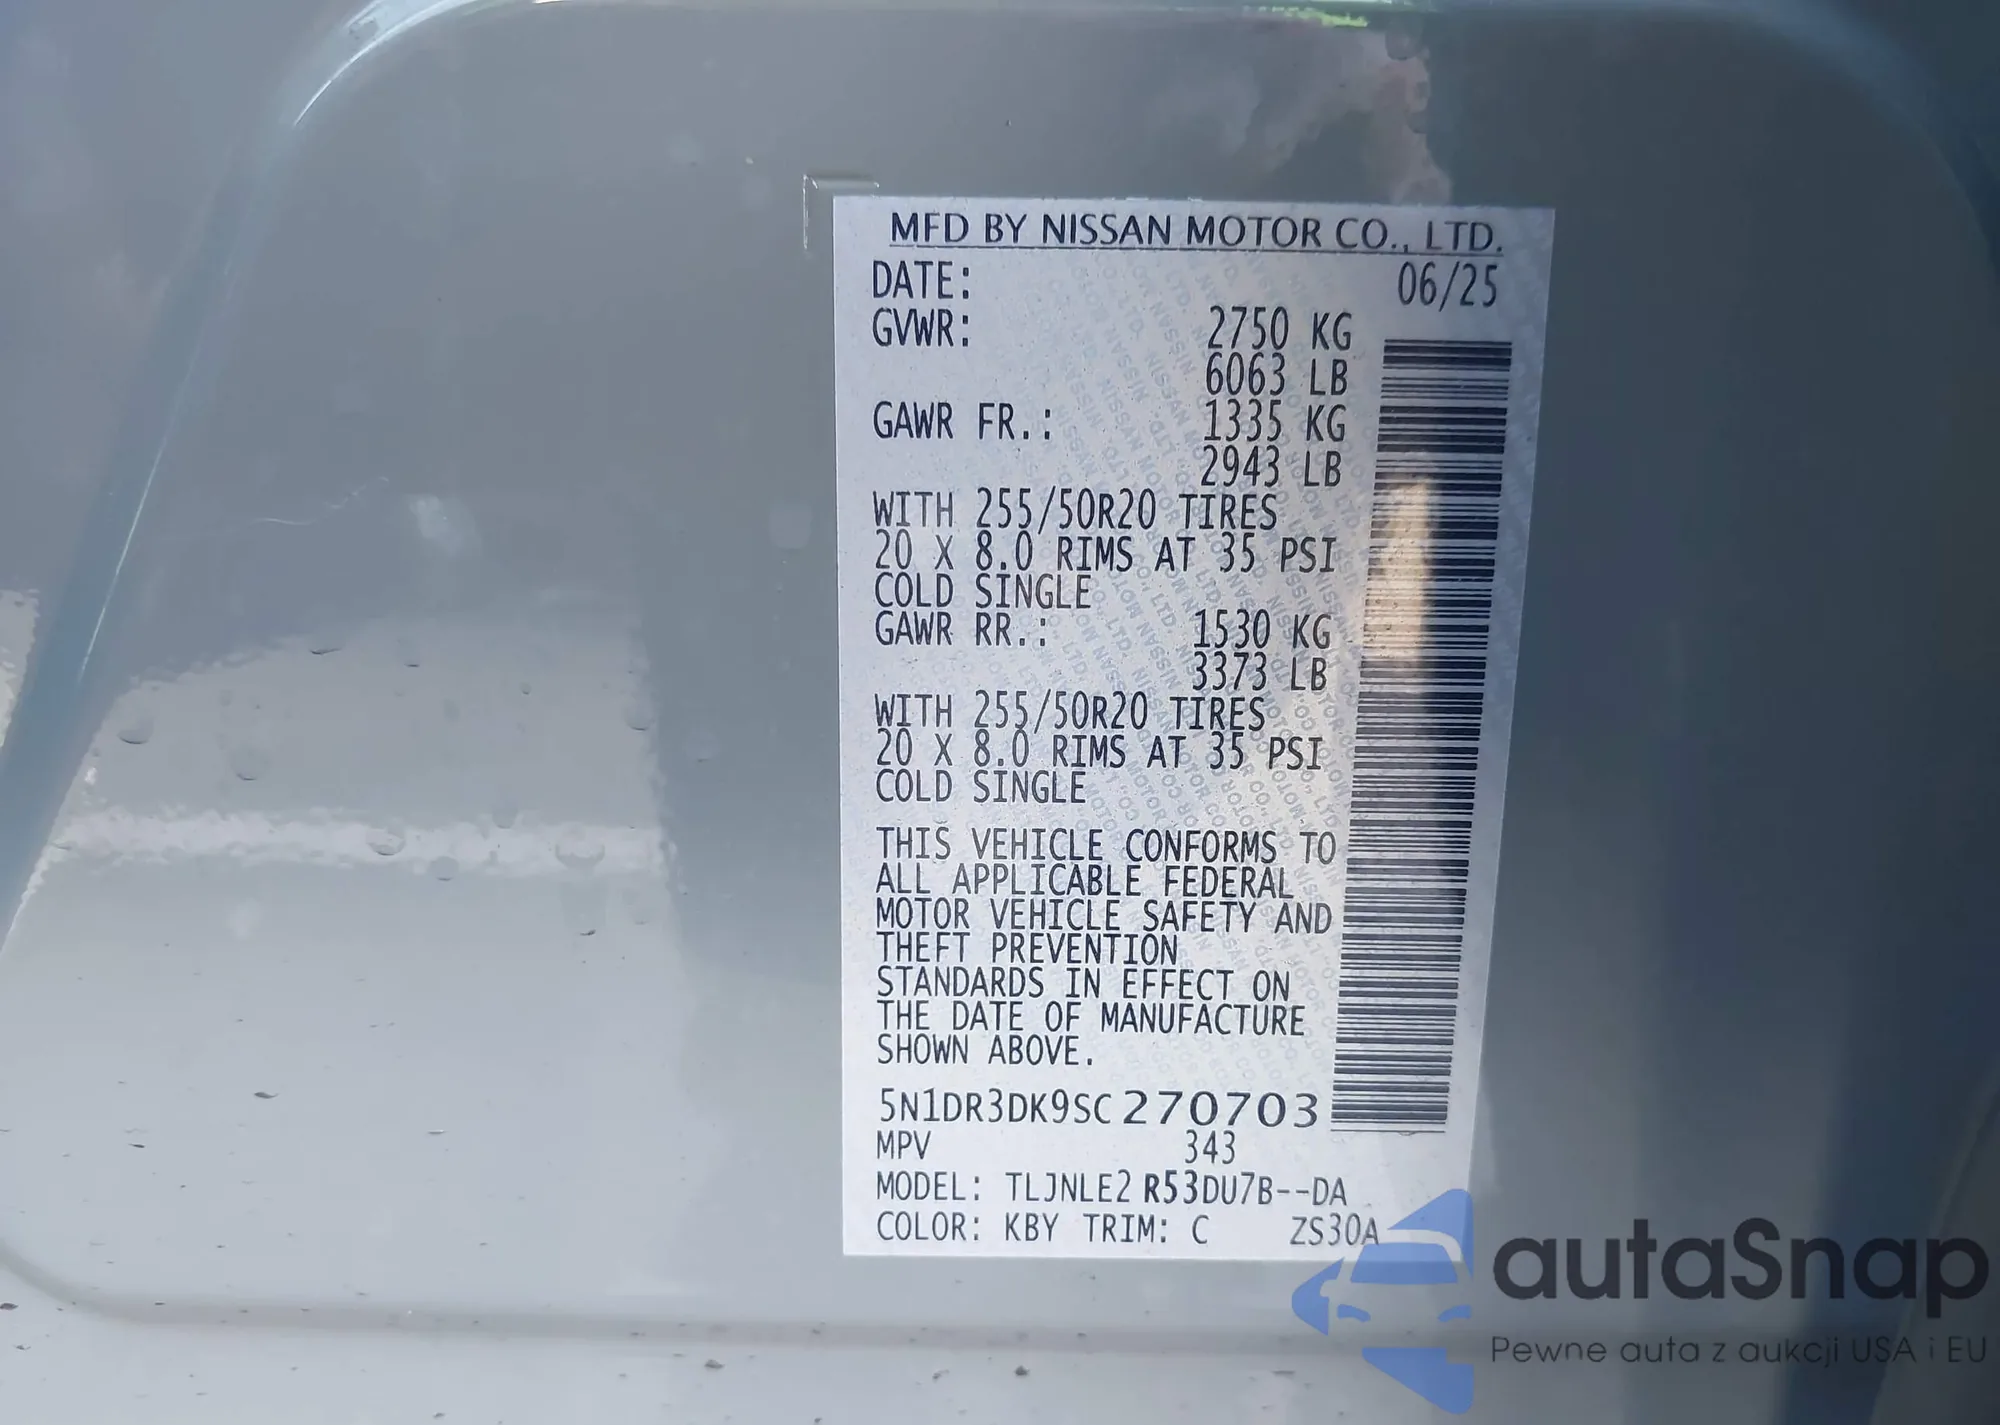 MFD BY NISSAN MOTOR CO., LTD.
DATE: 06/25
GVWR: 2750 KG
6063 LB
GAWR FR.: 1335 KG
2943 LB
WITH 255/50R20 TIRES
20 X 8.0 RIMS AT 35 PSI
COLD SINGLE
GAWR RR.: 1530 KG
3373 LB
WITH 255/50R20 TIRES
20 X 8.0 RIMS AT 35 PSI
COLD SINGLE
THIS VEHICLE CONFORMS TO
ALL APPLICABLE FEDERAL
MOTOR VEHICLE SAFETY AND
THEFT PREVENTION
STANDARDS IN EFFECT ON
THE DATE OF MANUFACTURE
SHOWN ABOVE.
5N1DR3DK9SC270703
MPV 343
MODEL: TLJNLE2 R53DU7B--DA
COLOR: KBY TRIM: C ZS30A
autaSnap
Pewne auta z aukcji USA i EU